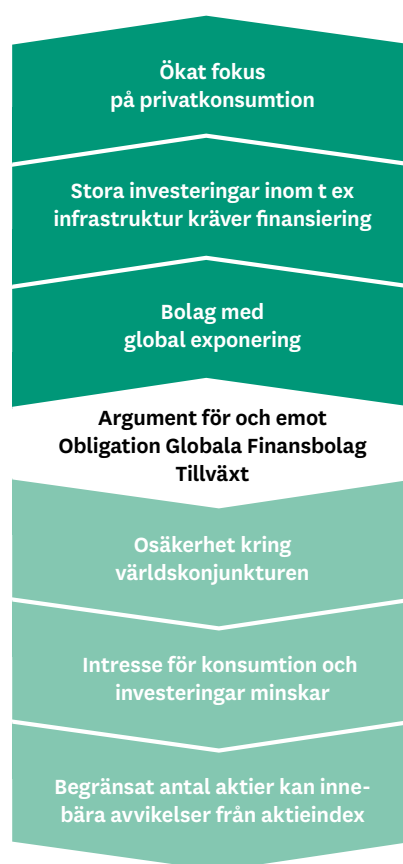 Ökat fokus
på privatkonsumtion
Stora investeringar inom t ex
infrastruktur kräver finansiering
Bolag med
global exponering
Argument för och emot
Obligation Globala Finansbolag
Tillväxt
Osäkerhet kring
världskonjunkturen
Intresse för konsumtion och
investeringar minskar
Begränsat antal aktier kan inne-
bära avvikelser från aktieindex